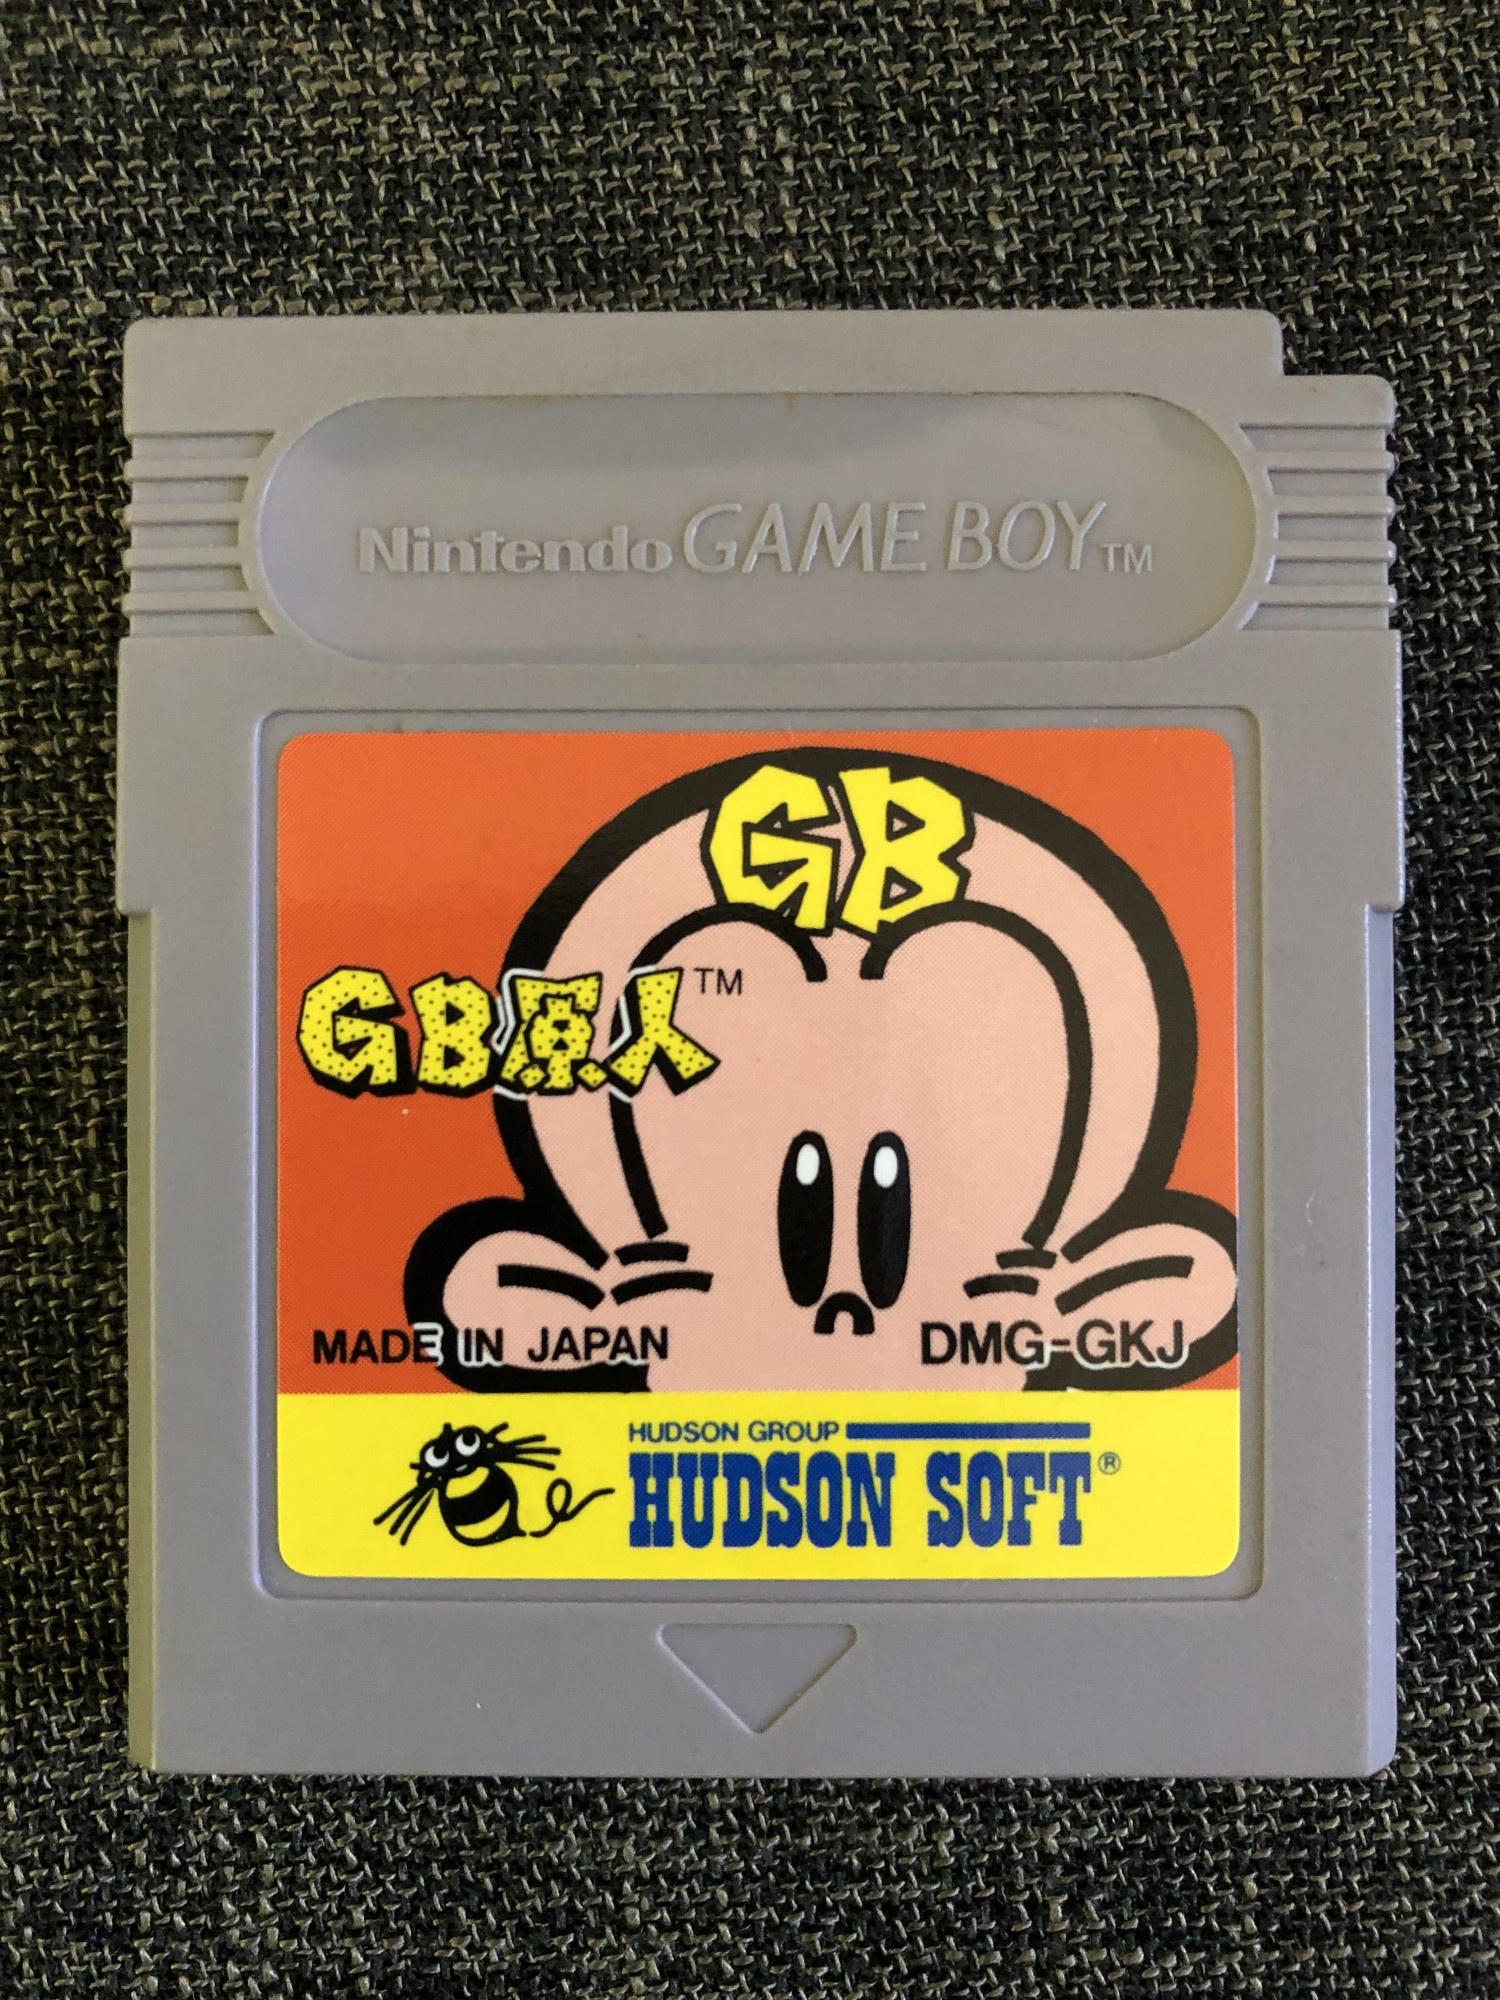 Nintendo GAME BOY TM
GB
GB原人 TM
MADE IN JAPAN
DMG-GKJ
HUDSON GROUP
HUDSON SOFT®